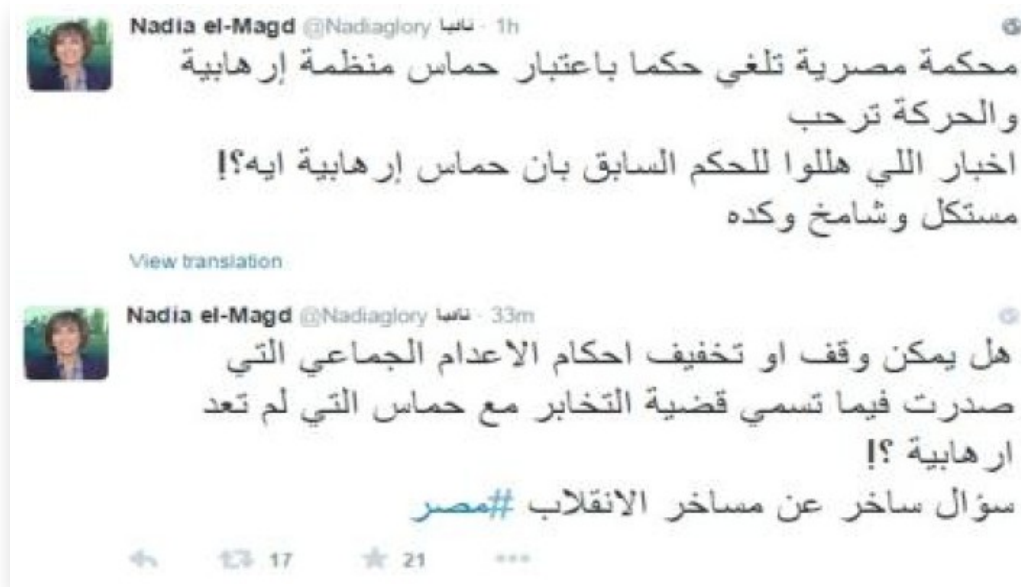 Nadia el-Magd @Nadiaglory ناديا · 1h
محكمة مصرية تلغي حكما باعتبار حماس منظمة إرهابية
والحركة ترحب
اخبار اللي هللوا للحكم السابق بان حماس إرهابية ايه؟!
مستكل وشامخ وكده
View translation
Nadia el-Magd @Nadiaglory ناديا · 33m
هل يمكن وقف او تخفيف احكام الاعدام الجماعي التي
صدرت فيما تسمي قضية التخابر مع حماس التي لم تعد
ارهابية ؟!
سؤال ساخر عن مساخر الانقلاب #مصر
17 21